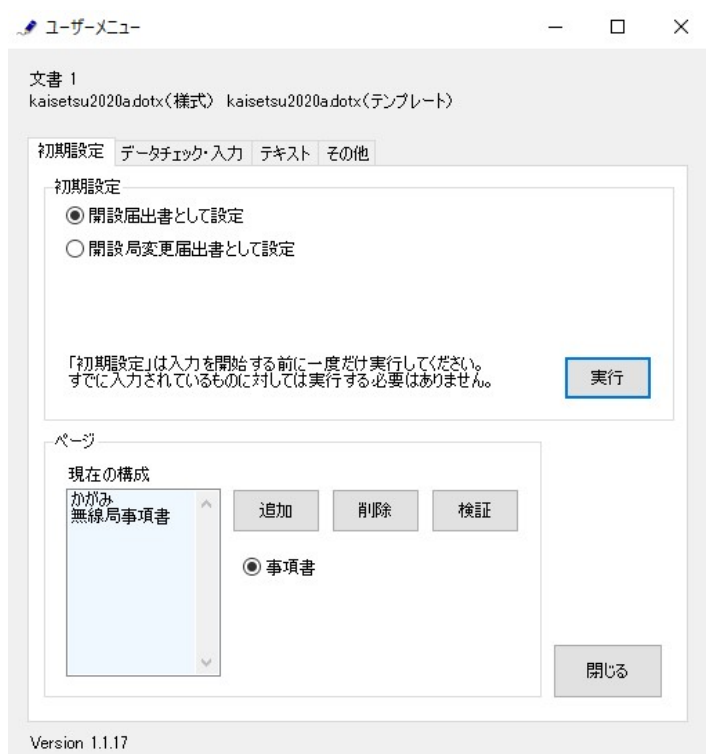 ユーザーメニュー
文書 1
kaisetsu2020a.dotx(様式) kaisetsu2020a.dotx(テンプレート)
初期設定 データチェック・入力 テキスト その他
初期設定
開設届出書として設定
開設局変更届出書として設定
「初期設定」は入力を開始する前に一度だけ実行してください。
すでに入力されているものに対しては実行する必要はありません。
実行
ページ
現在の構成
かがみ
無線局事項書
追加 削除 検証
事項書
閉じる
Version 1.1.17